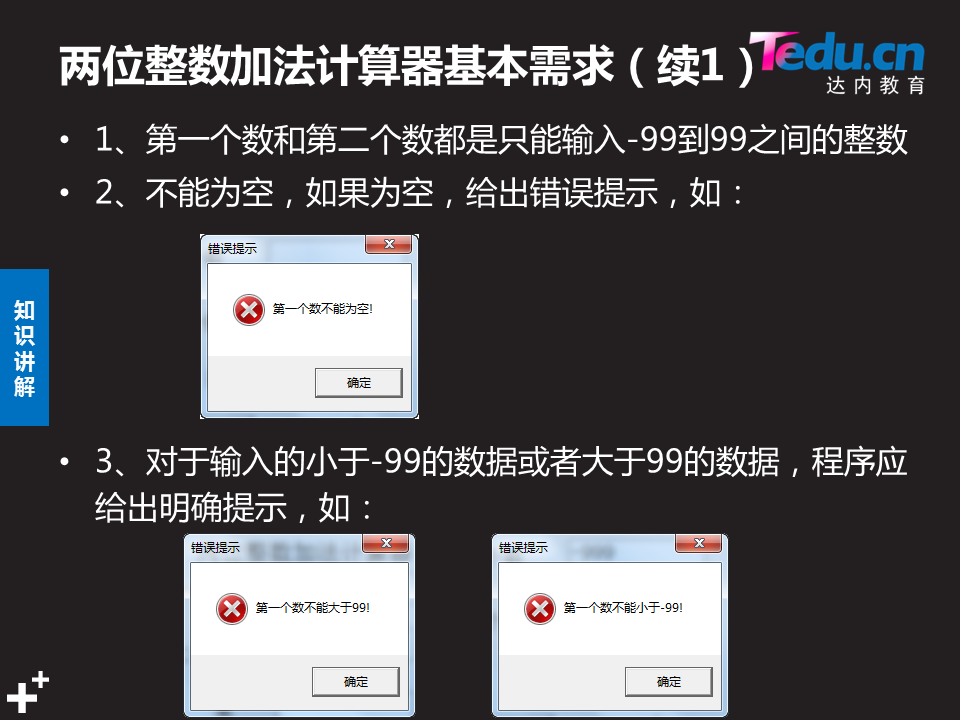 两位整数加法计算器基本需求（续1）
Tedu.cn
达内教育
• 1、第一个数和第二个数都是只能输入-99到99之间的整数
• 2、不能为空，如果为空，给出错误提示，如：
错误提示
第一个数不能为空!
确定
知识讲解
• 3、对于输入的小于-99的数据或者大于99的数据，程序应
给出明确提示，如：
错误提示
第一个数不能大于99!
确定
错误提示
第一个数不能小于-99!
确定